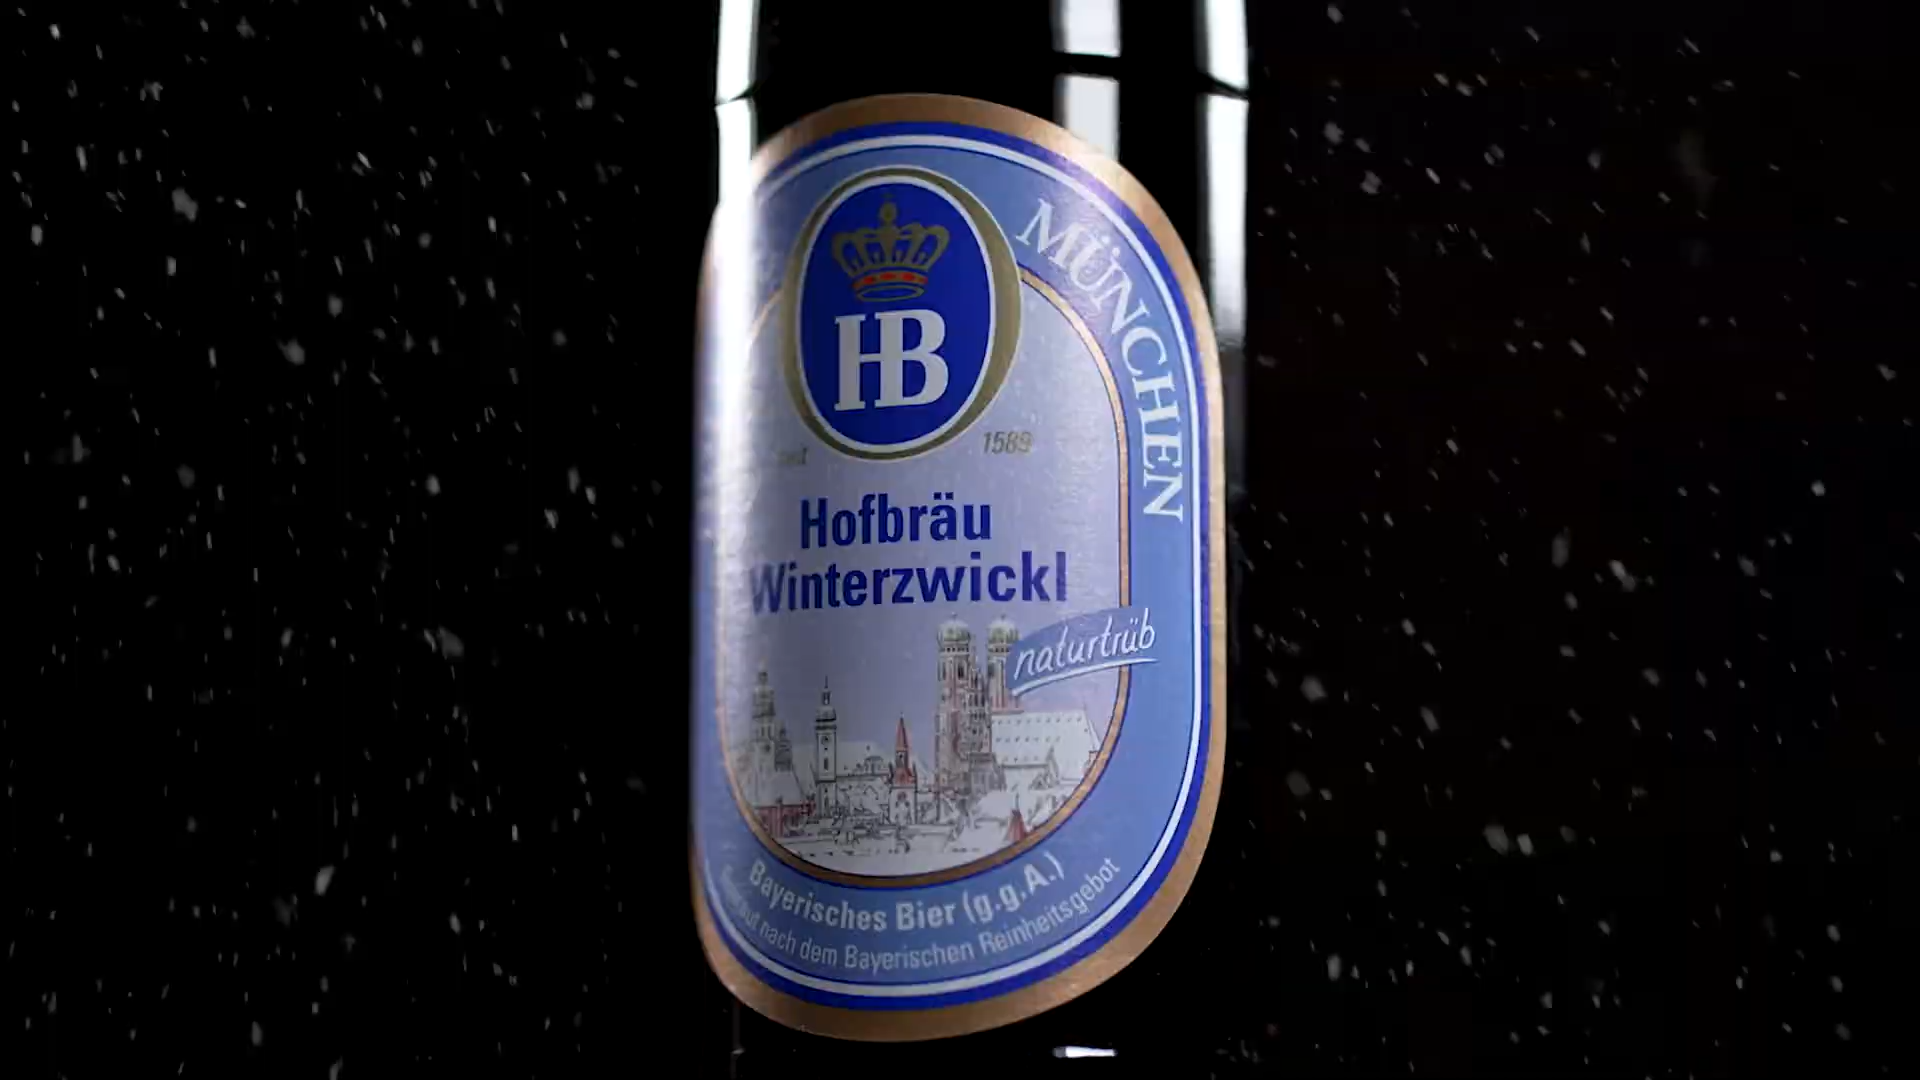 MÜNCHEN
HB
1589
Hofbräu
Winterzwickl
naturtrüb
Bayerisches Bier (g.g.A.)
nach dem Bayerischen Reinheitsgebot